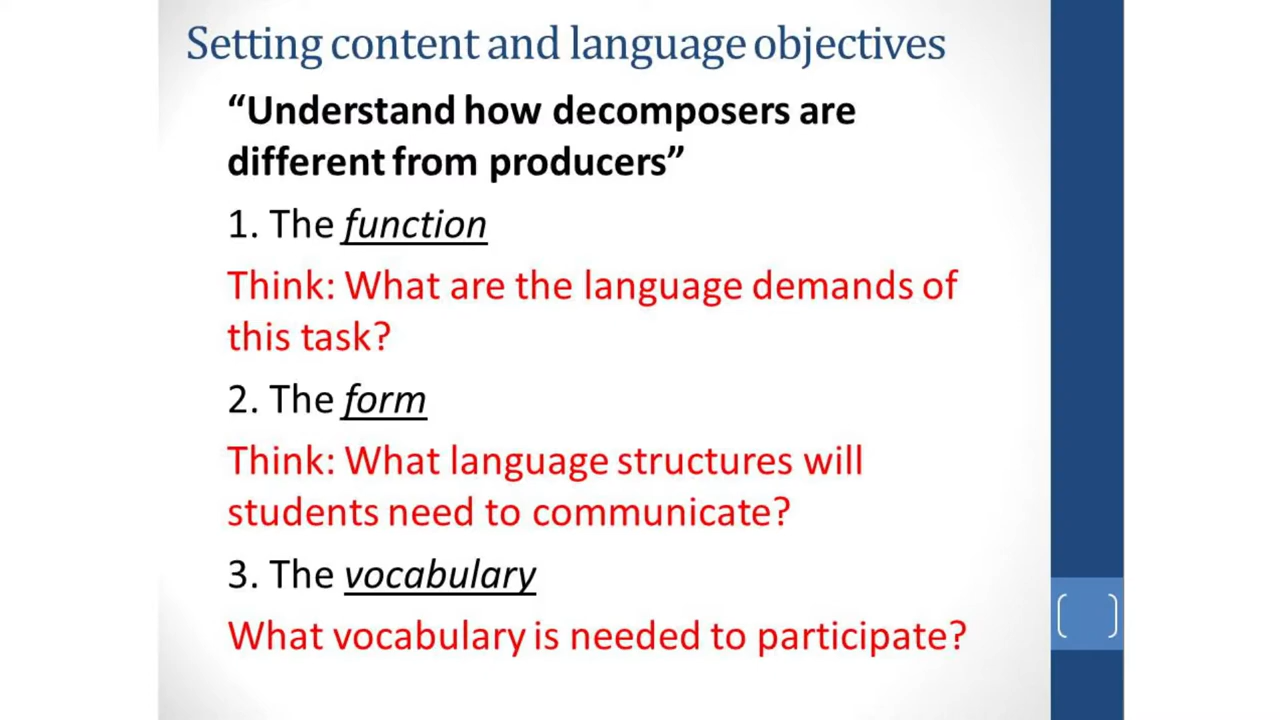 Setting content and language objectives
“Understand how decomposers are
different from producers”
1. The function
Think: What are the language demands of
this task?
2. The form
Think: What language structures will
students need to communicate?
3. The vocabulary
What vocabulary is needed to participate?